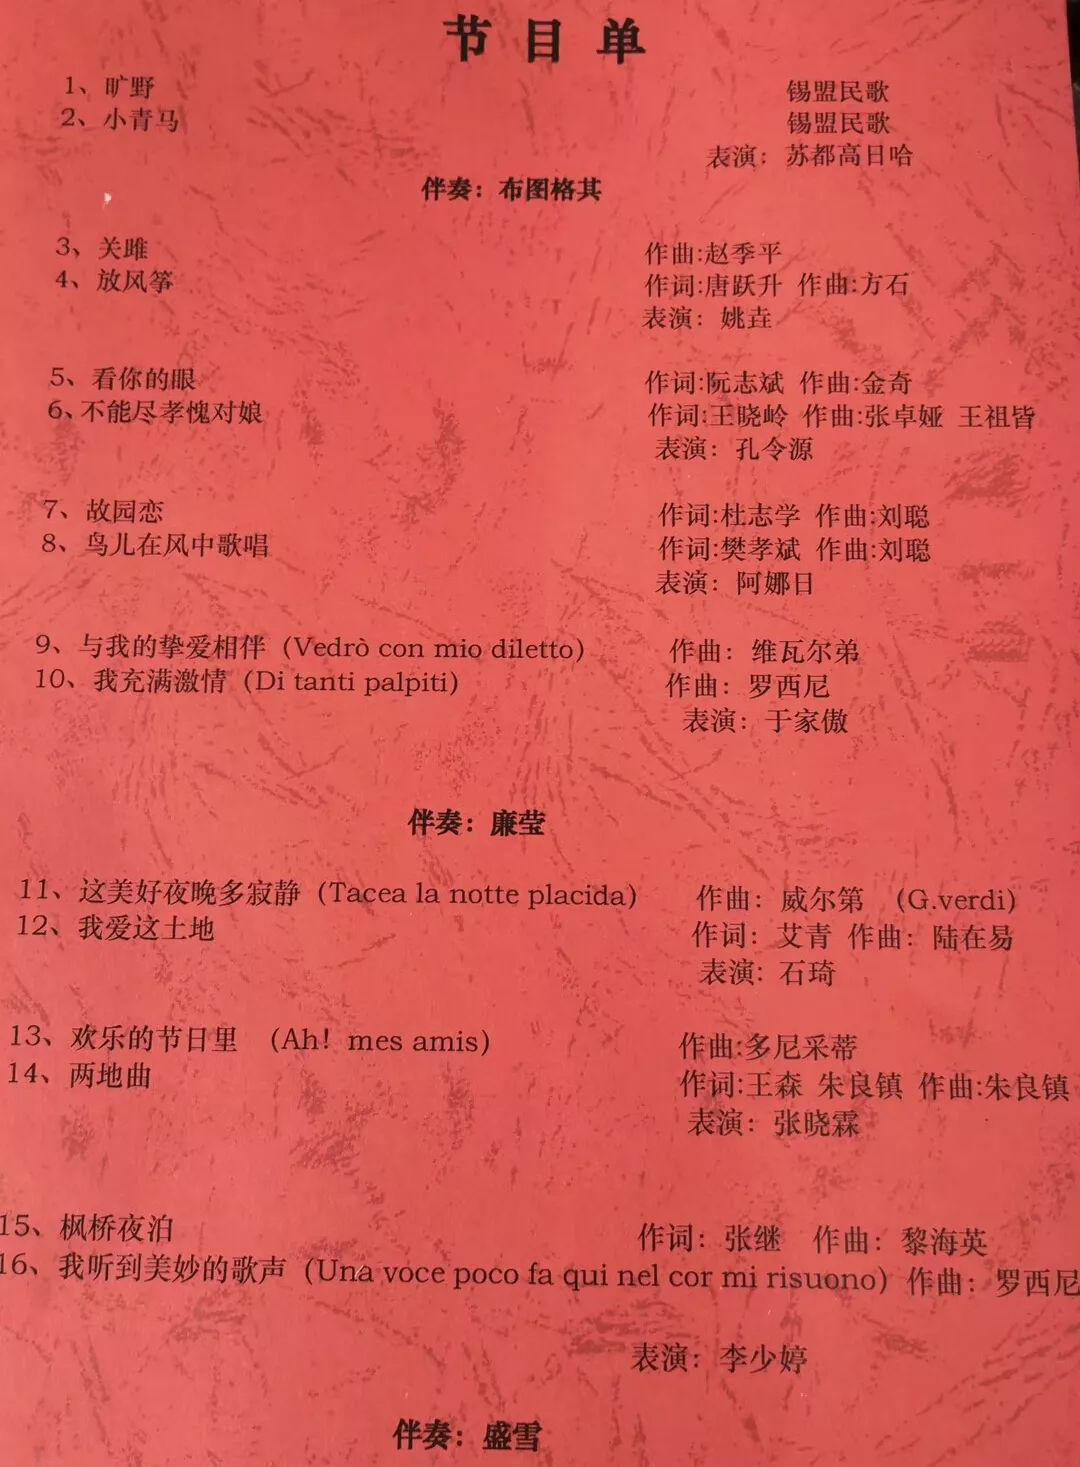 节目单
1、旷野 锡盟民歌
2、小青马 锡盟民歌
表演：苏都高日哈
伴奏：布图格其
3、关雎 作曲:赵季平
4、放风筝 作词:唐跃升 作曲:方石
表演：姚垚
5、看你的眼 作词:阮志斌 作曲:金奇
6、不能尽孝愧对娘 作词:王晓岭 作曲:张卓娅 王祖皆
表演：孔令源
7、故园恋 作词:杜志学 作曲:刘聪
8、鸟儿在风中歌唱 作词:樊孝斌 作曲:刘聪
表演：阿娜日
9、与我的挚爱相伴（Vedrò con mio diletto） 作曲：维瓦尔弟
10、我充满激情（Di tanti palpiti） 作曲：罗西尼
表演：于家傲
伴奏：廉莹
11、这美好夜晚多寂静（Tacea la notte placida） 作曲：威尔第 （G.verdi）
12、我爱这土地 作词：艾青 作曲：陆在易
表演：石琦
13、欢乐的节日里 （Ah！mes amis） 作曲:多尼采蒂
14、两地曲 作词:王森 朱良镇 作曲:朱良镇
表演：张晓霖
15、枫桥夜泊 作词：张继 作曲：黎海英
16、我听到美妙的歌声（Una voce poco fa qui nel cor mi risuono）作曲：罗西尼
表演：李少婷
伴奏：盛雪